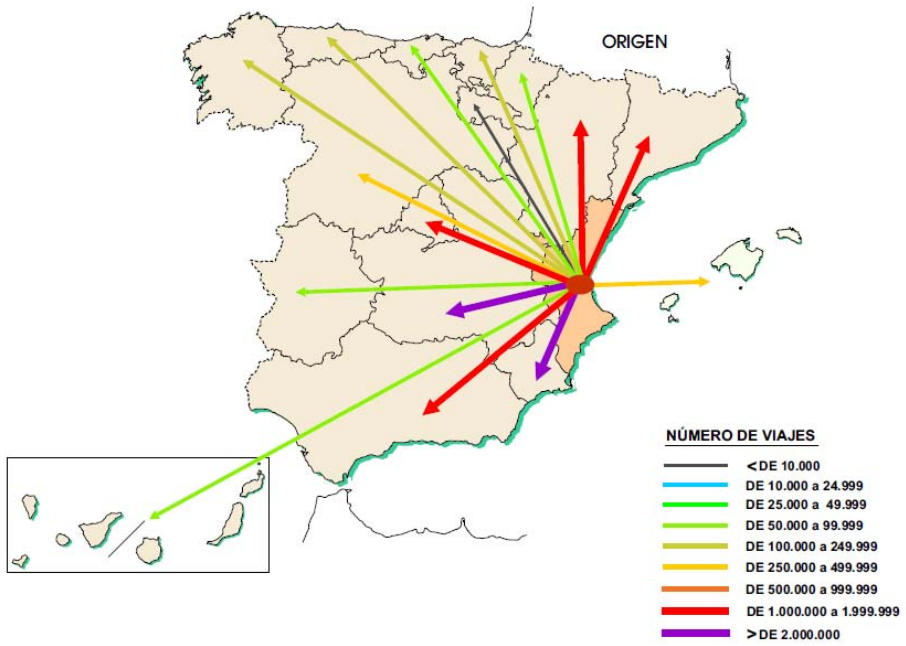 ORIGEN
NÚMERO DE VIAJES
< DE 10.000
DE 10.000 a 24.999
DE 25.000 a 49.999
DE 50.000 a 99.999
DE 100.000 a 249.999
DE 250.000 a 499.999
DE 500.000 a 999.999
DE 1.000.000 a 1.999.999
> DE 2.000.000